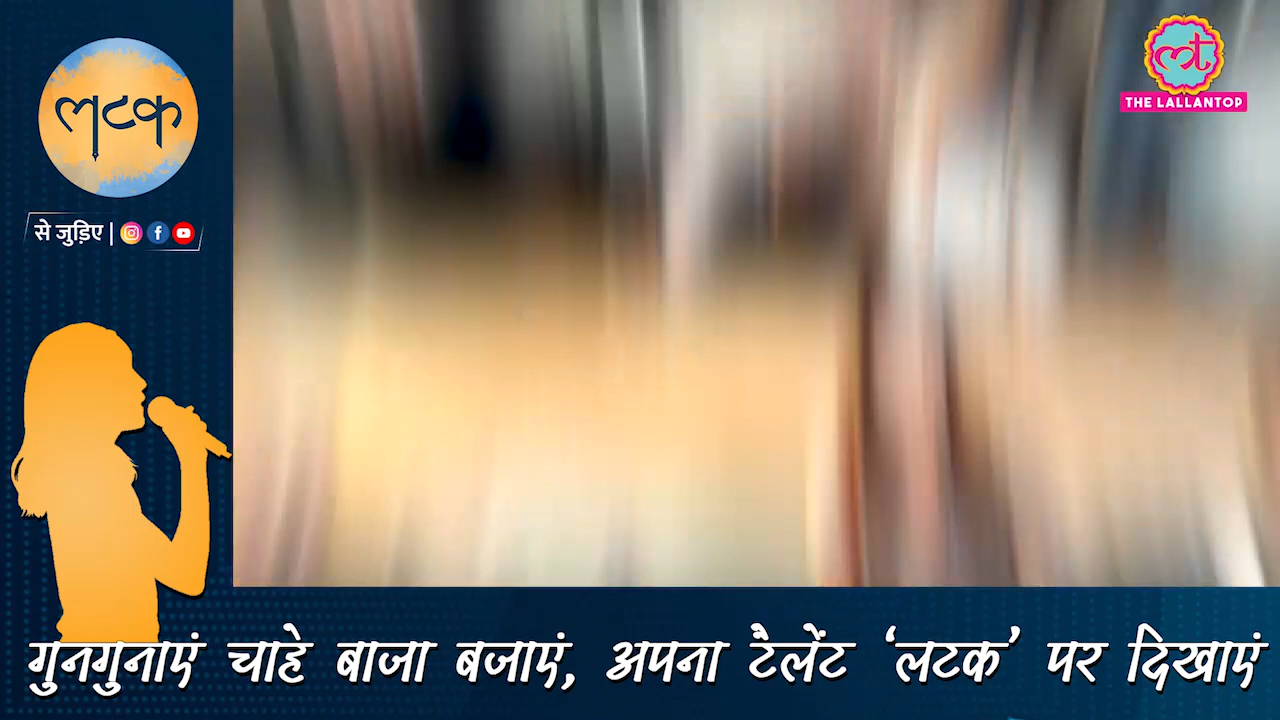 लटक
से जुड़िए |
THE LALLANTOP
गुनगुनाएं चाहे बाजा बजाएं, अपना टैलेंट ‘लटक’ पर दिखाएं